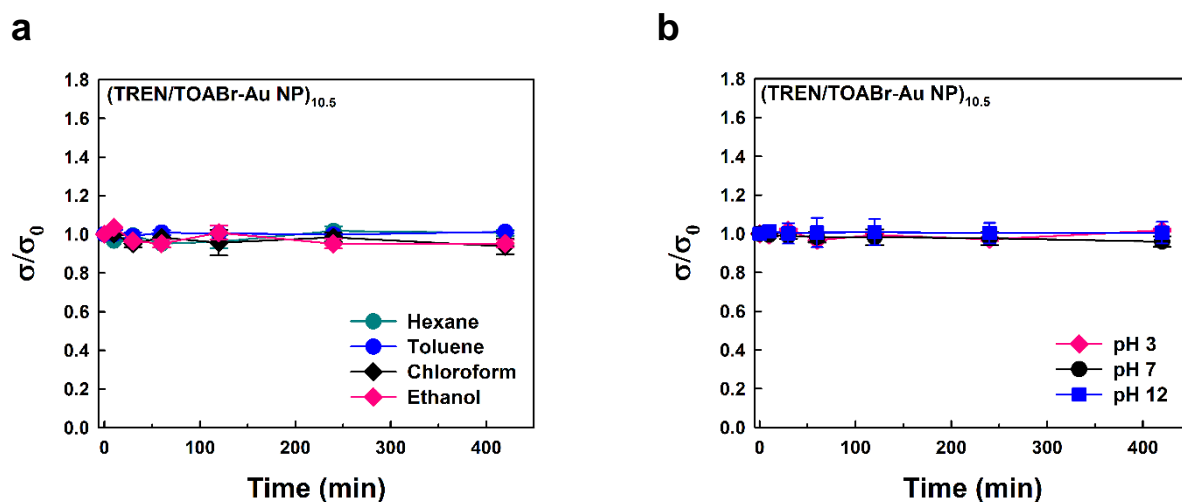 a
(TREN/TOABr-Au NP)10.5
σ/σ0
1.8
1.6
1.4
1.2
1.0
0.8
0.6
0.4
0.2
0.0
Hexane
Toluene
Chloroform
Ethanol
0 100 200 300 400
Time (min)
b
(TREN/TOABr-Au NP)10.5
σ/σ0
1.8
1.6
1.4
1.2
1.0
0.8
0.6
0.4
0.2
0.0
pH 3
pH 7
pH 12
0 100 200 300 400
Time (min)